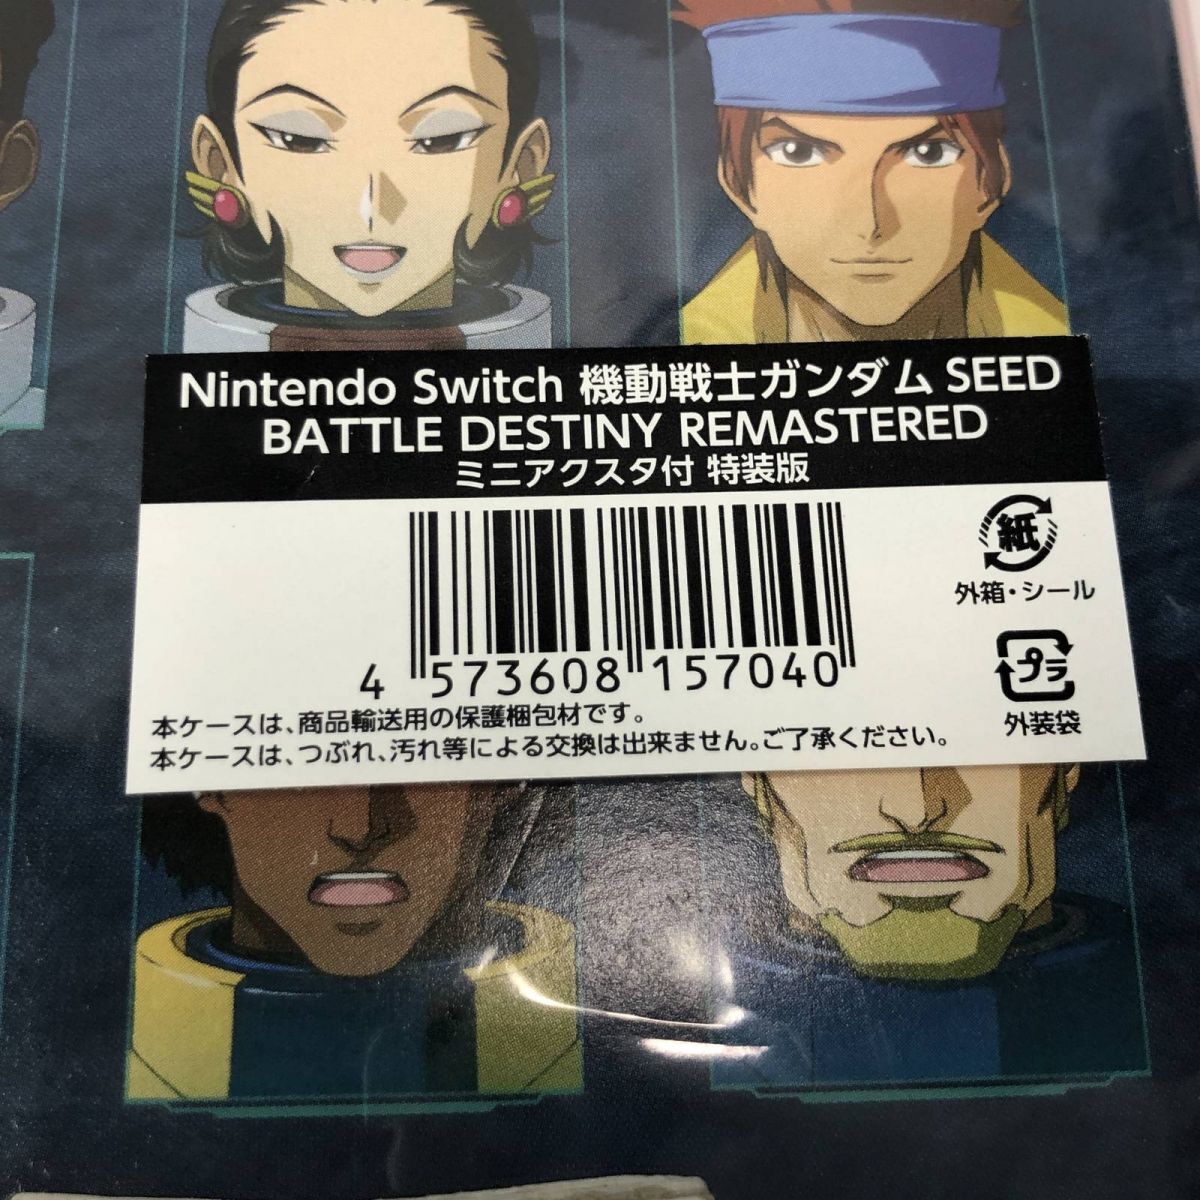 Nintendo Switch 機動戦士ガンダム SEED
BATTLE DESTINY REMASTERED
ミニアクスタ付 特装版
紙
外箱・シール
プラ
外装袋
4 573608 157040
本ケースは、商品輸送用の保護梱包材です。
本ケースは、つぶれ、汚れ等による交換は出来ません。ご了承ください。